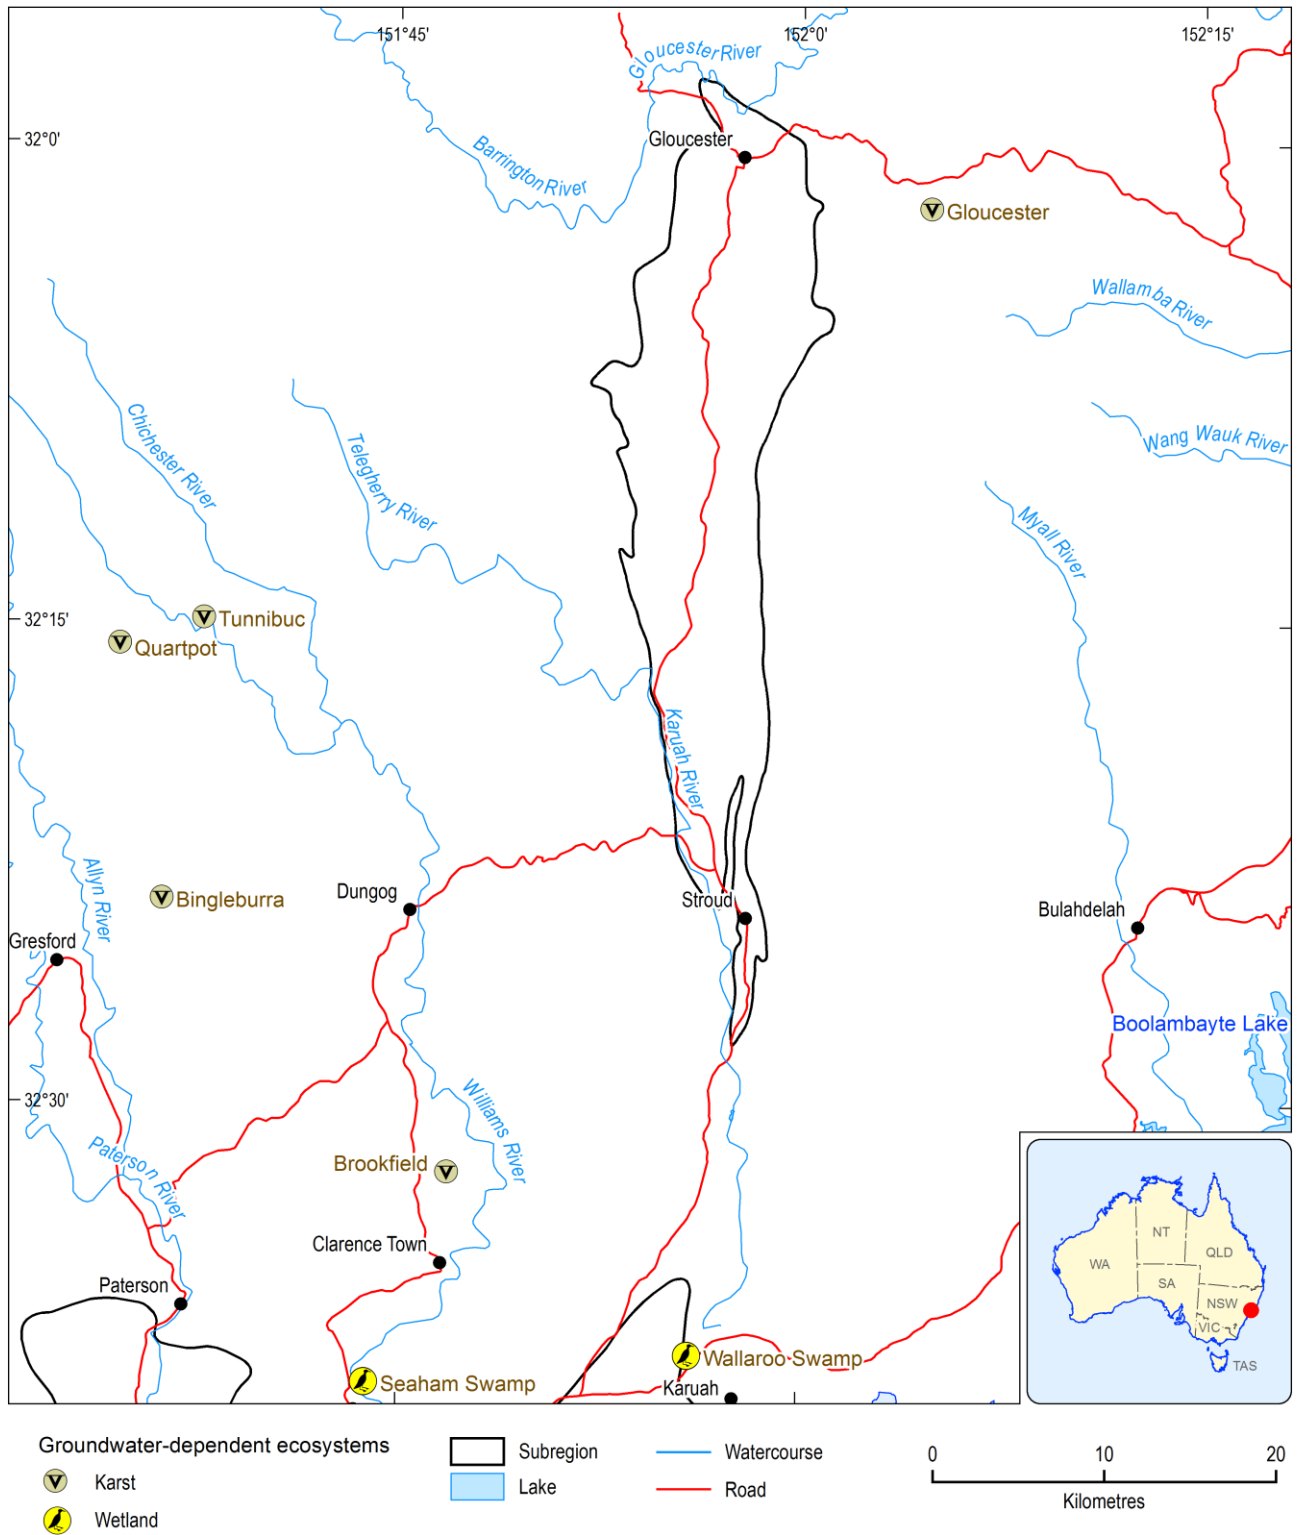 151°45'
152°0'
152°15'
Gloucester River
32°0'
Gloucester
Barrington River
Gloucester
Wallamba River
Chichester River
Telegherry River
Wang Wauk River
Myall River
32°15'
Tunnibuc
Quartpot
Karuah River
Allyn River
Bingleburra
Dungog
Stroud
Bulahdelah
Gresford
Boolambayte Lake
32°30'
Williams River
Paterson River
Brookfield
Clarence Town
Paterson
Wallaroo Swamp
Seaham Swamp
Karuah
NT
QLD
WA
SA
NSW
VIC
TAS
Groundwater-dependent ecosystems
Karst
Wetland
Subregion
Lake
Watercourse
Road
0 10 20
Kilometres